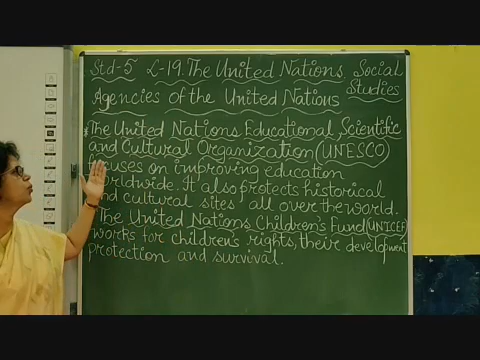 Std-5 L-19. The United Nations Social Studies
Agencies of the United Nations
* The United Nations Educational Scientific
and Cultural Organization (UNESCO)
focuses on improving education
worldwide. It also protects historical
and cultural sites all over the world.
The United Nations Children's Fund (UNICEF)
works for children's rights, their development
protection and survival.